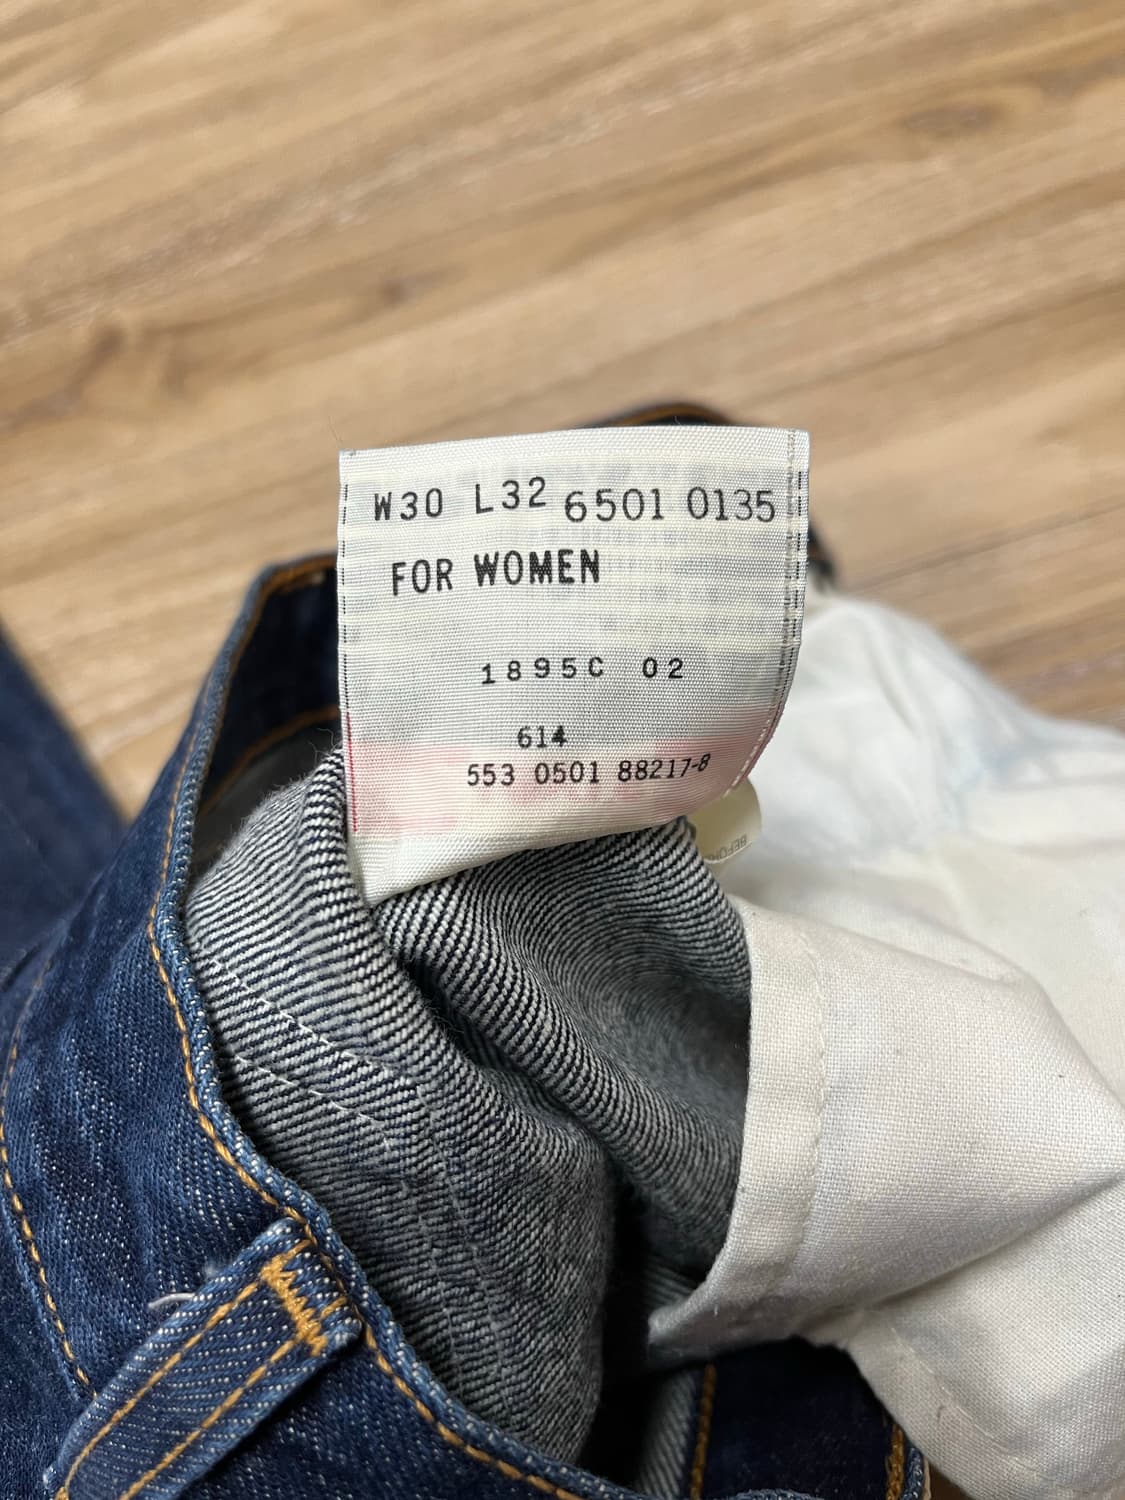 W30 L32 6501 0135
FOR WOMEN
1895C 02
614
553 0501 88217-8